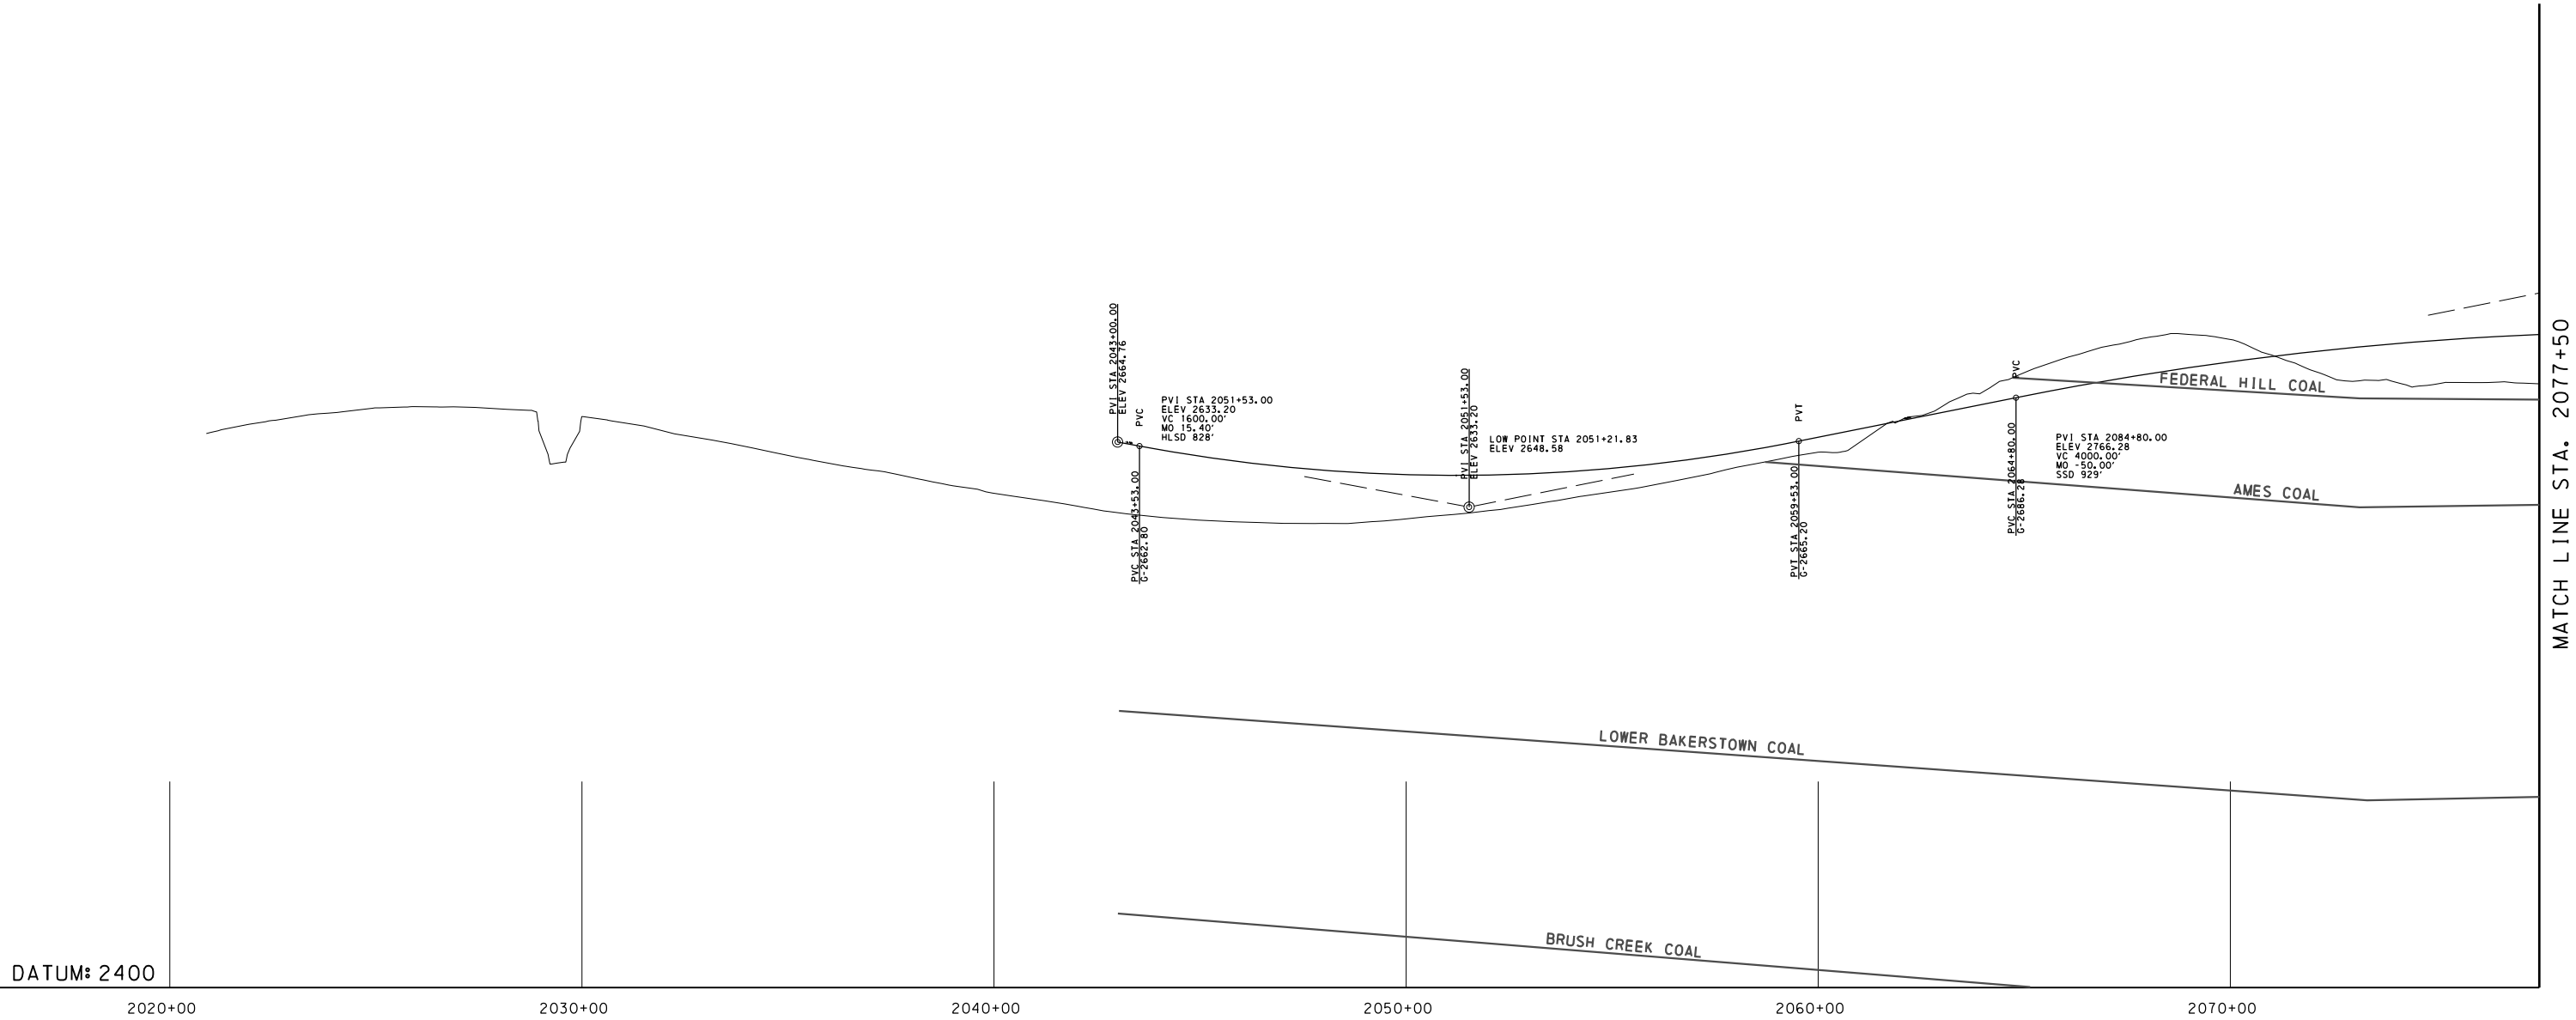 PVI STA 2043+00.00
ELEV 2664.76
PVC
PVC STA 2043+53.00
G-2662.80
PVI STA 2051+53.00
ELEV 2633.20
VC 1600.00'
MO 15.40'
HLSD 828'
PVI STA 2051+53.00
ELEV 2633.20
LOW POINT STA 2051+21.83
ELEV 2648.58
PVT
PVT STA 2059+53.00
G-2665.20
PVC
PVC STA 2064+80.00
G-2686.28
PVI STA 2084+80.00
ELEV 2766.28
VC 4000.00'
MO -50.00'
SSD 929'
FEDERAL HILL COAL
AMES COAL
LOWER BAKERSTOWN COAL
BRUSH CREEK COAL
MATCH LINE STA. 2077+50
DATUM: 2400
2020+00
2030+00
2040+00
2050+00
2060+00
2070+00